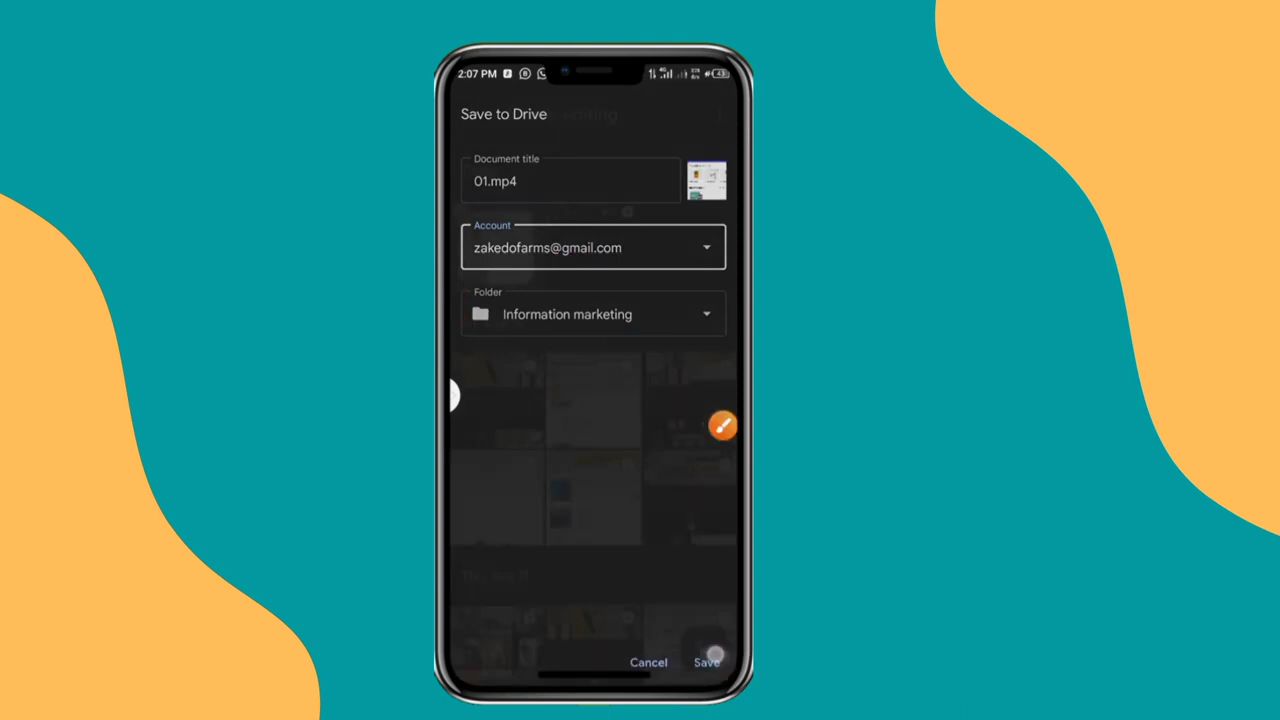 2:07 PM
Save to Drive
Document title
01.mp4
Account
zakedofarms@gmail.com
Folder
Information marketing
Cancel Save